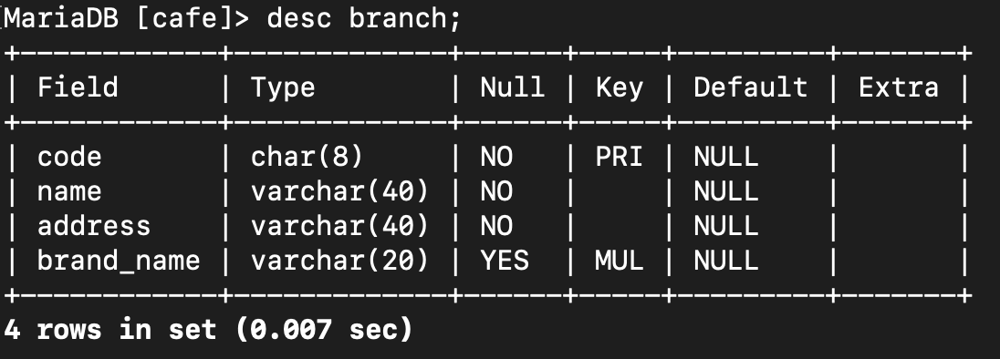 MariaDB [cafe]> desc branch;
+------------+-------------+------+-----+---------+-------+
| Field      | Type        | Null | Key | Default | Extra |
+------------+-------------+------+-----+---------+-------+
| code       | char(8)     | NO   | PRI | NULL    |       |
| name       | varchar(40) | NO   |     | NULL    |       |
| address    | varchar(40) | NO   |     | NULL    |       |
| brand_name | varchar(20) | YES  | MUL | NULL    |       |
+------------+-------------+------+-----+---------+-------+
4 rows in set (0.007 sec)